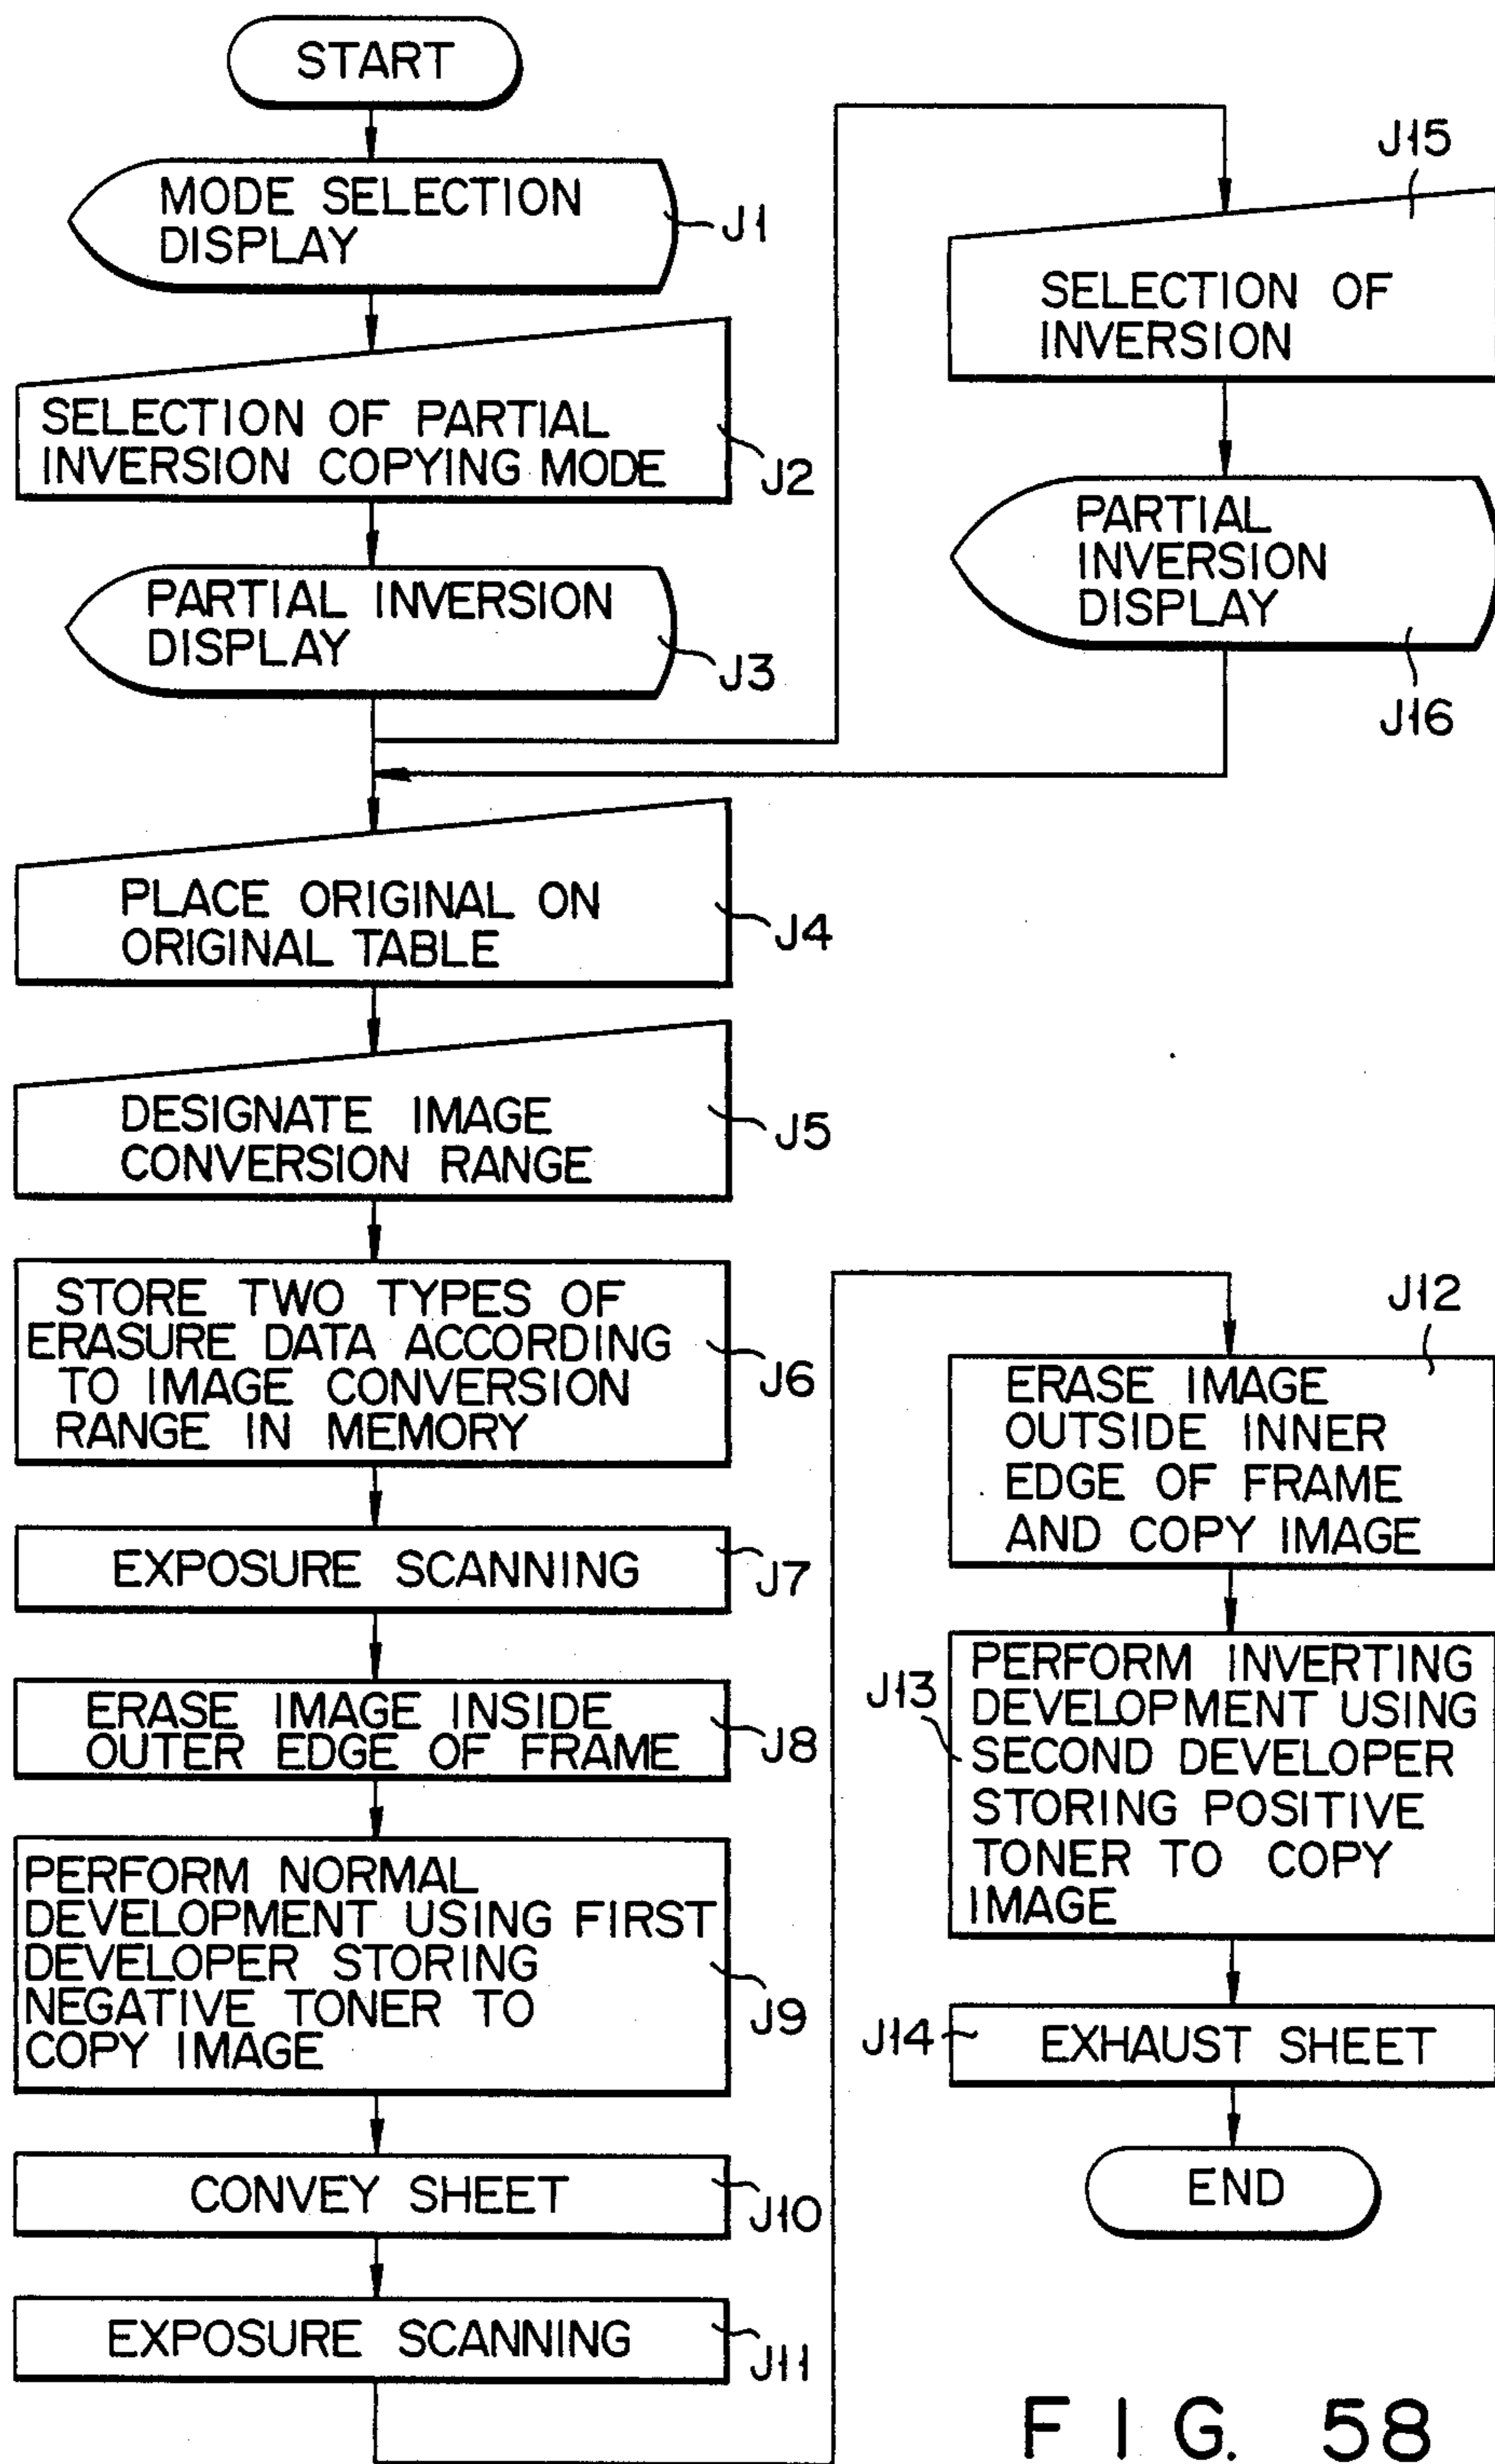 START
MODE SELECTION
DISPLAY
J1
SELECTION OF PARTIAL
INVERSION COPYING MODE
J2
PARTIAL INVERSION
DISPLAY
J3
J15
SELECTION OF
INVERSION
PARTIAL
INVERSION
DISPLAY
J16
PLACE ORIGINAL ON
ORIGINAL TABLE
J4
DESIGNATE IMAGE
CONVERSION RANGE
J5
STORE TWO TYPES OF
ERASURE DATA ACCORDING
TO IMAGE CONVERSION
RANGE IN MEMORY
J6
EXPOSURE SCANNING
J7
ERASE IMAGE INSIDE
OUTER EDGE OF FRAME
J8
PERFORM NORMAL
DEVELOPMENT USING FIRST
DEVELOPER STORING
NEGATIVE TONER TO
COPY IMAGE
J9
CONVEY SHEET
J10
EXPOSURE SCANNING
J11
J12
ERASE IMAGE
OUTSIDE INNER
EDGE OF FRAME
AND COPY IMAGE
J13
PERFORM INVERTING
DEVELOPMENT USING
SECOND DEVELOPER
STORING POSITIVE
TONER TO COPY
IMAGE
J14
EXHAUST SHEET
END
FIG. 58